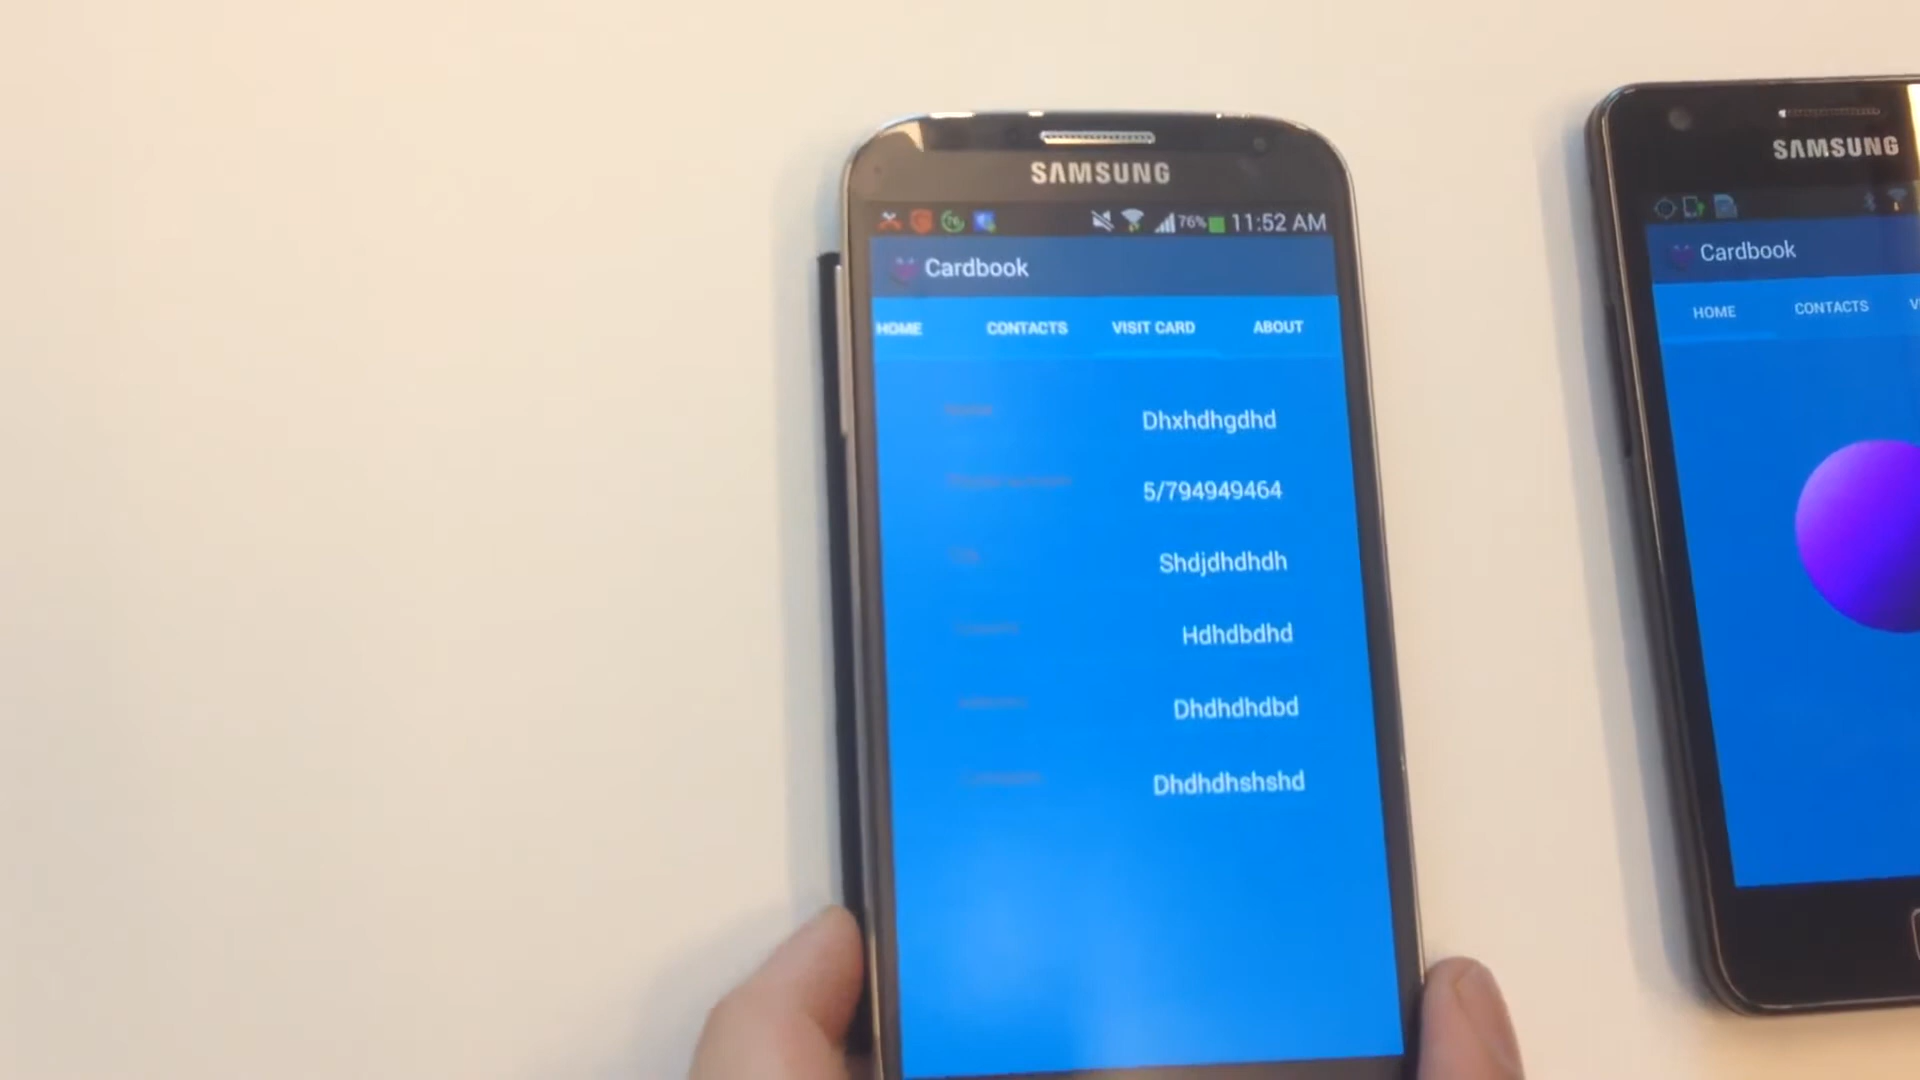 SAMSUNG
76% 11:52 AM
Cardbook
HOME CONTACTS VISIT CARD ABOUT
Dhxhdhgdhd
5/794949464
Shdjdhdhdh
Hdhdbdhd
Dhdhdhdbd
Dhdhdhshshd
SAMSUNG
Cardbook
HOME CONTACTS